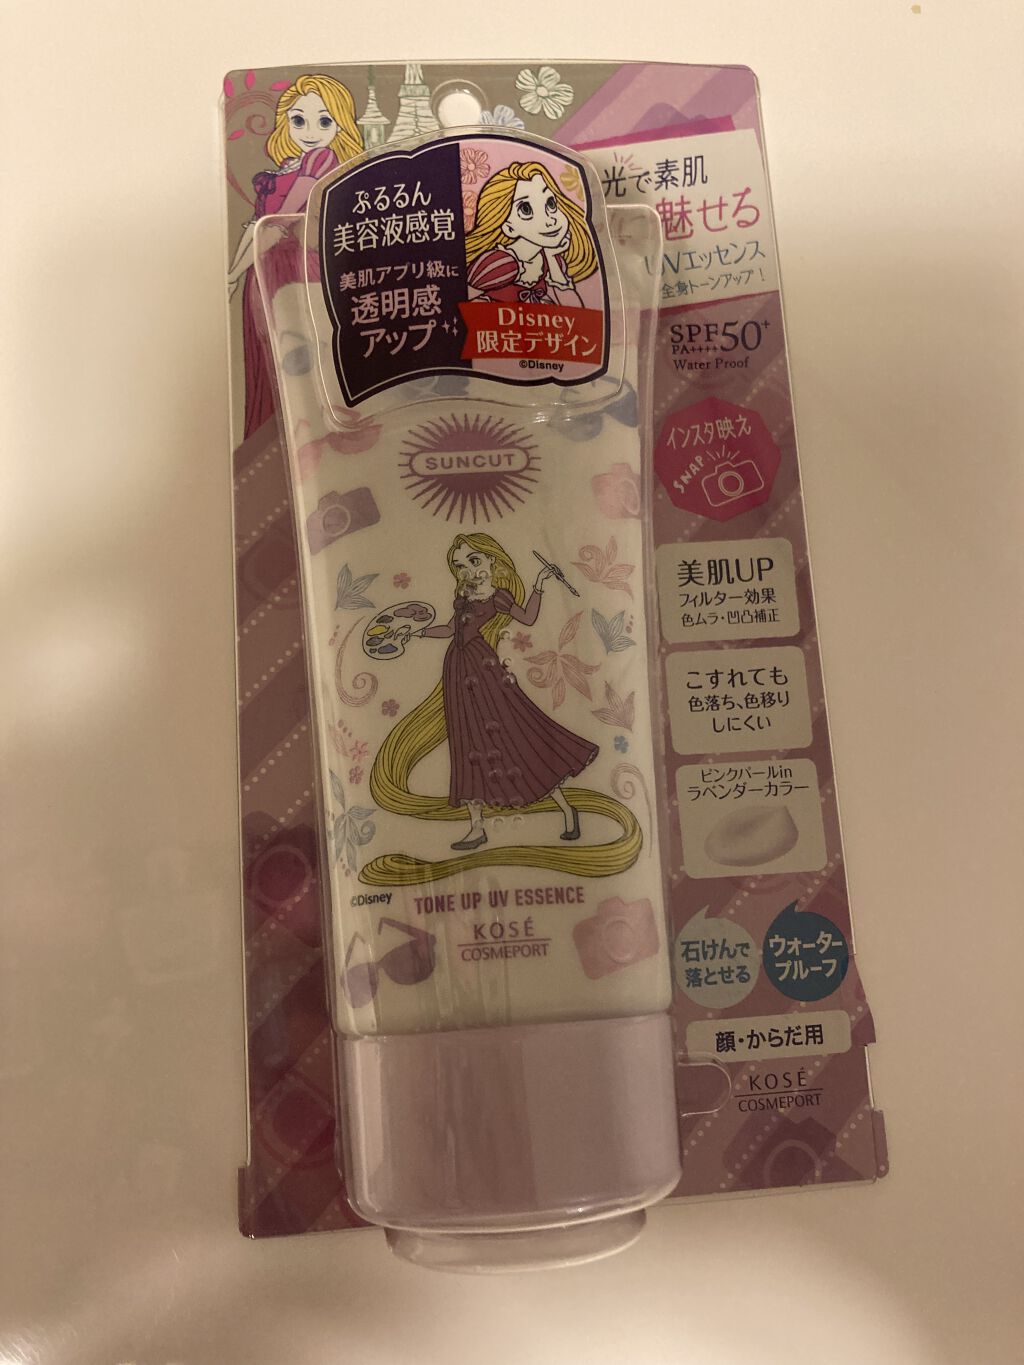 ぷるるん
美容液感覚
美肌アプリ級に
透明感
アップ
Disney
限定デザイン
©Disney
光で素肌
魅せる
UVエッセンス
全身トーンアップ!
SPF50+
PA++++
Water Proof
インスタ映え
SNAP
SUNCUT
美肌UP
フィルター効果
色ムラ・凹凸補正
こすれても
色落ち、色移り
しにくい
ピンクパールin
ラベンダーカラー
©Disney
TONE UP UV ESSENCE
KOSÉ
COSMEPORT
石けんで
落とせる
ウォーター
プルーフ
顔・からだ用
KOSÉ
COSMEPORT